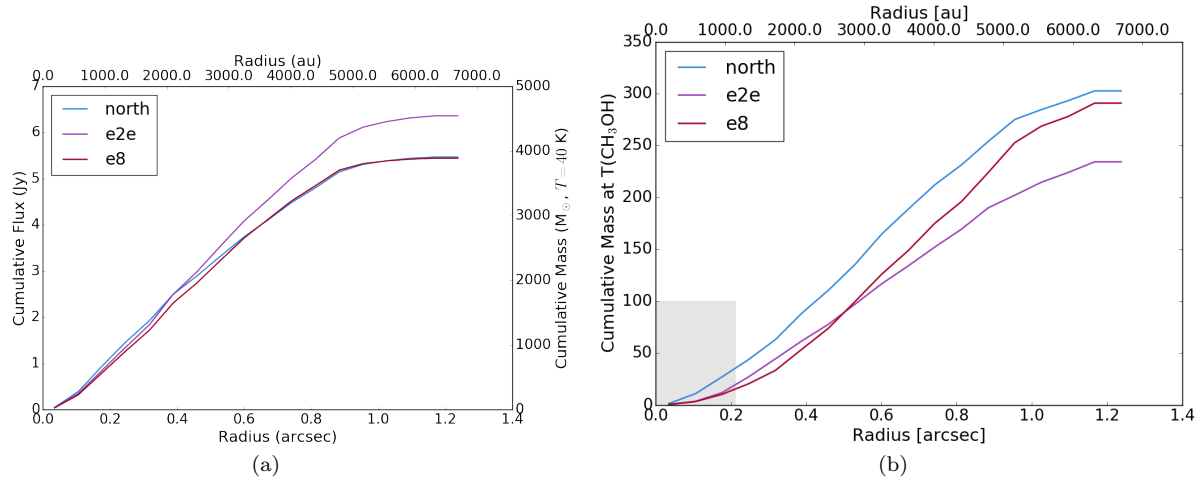 Radius (au)
0.0 1000.0 2000.0 3000.0 4000.0 5000.0 6000.0 7000.0
7 6 5 4 3 2 1 0
Cumulative Flux (Jy)
north
e2e
e8
5000 4000 3000 2000 1000 0
Cumulative Mass (M☉, T = 40 K)
0.0 0.2 0.4 0.6 0.8 1.0 1.2 1.4
Radius (arcsec)
(a)
Radius [au]
0.0 1000.0 2000.0 3000.0 4000.0 5000.0 6000.0 7000.0
350 300 250 200 150 100 50 0
Cumulative Mass at T(CH₃OH)
north
e2e
e8
0.0 0.2 0.4 0.6 0.8 1.0 1.2 1.4
Radius [arcsec]
(b)